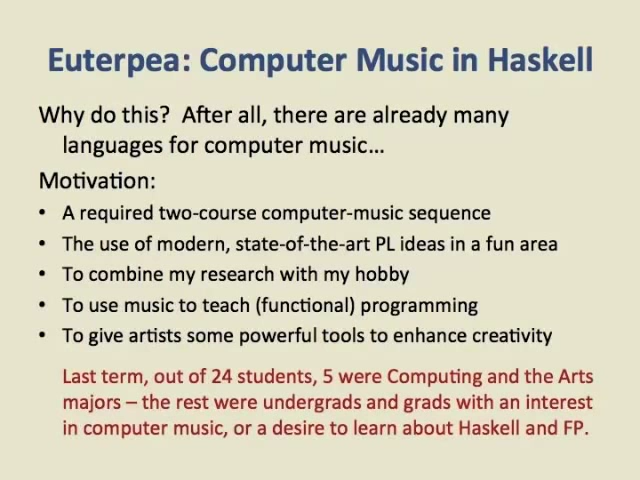 Euterpea: Computer Music in Haskell
Why do this?  After all, there are already many
languages for computer music…
Motivation:
• A required two-course computer-music sequence
• The use of modern, state-of-the-art PL ideas in a fun area
• To combine my research with my hobby
• To use music to teach (functional) programming
• To give artists some powerful tools to enhance creativity
Last term, out of 24 students, 5 were Computing and the Arts
majors – the rest were undergrads and grads with an interest
in computer music, or a desire to learn about Haskell and FP.